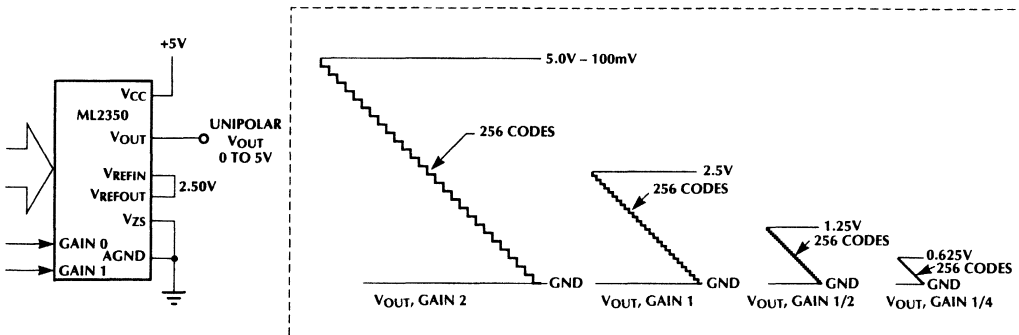 +5V
VCC
ML2350
VOUT
UNIPOLAR
VOUT
0 TO 5V
VREFIN
2.50V
VREFOUT
VZS
GAIN 0
AGND
GAIN 1
5.0V – 100mV
256 CODES
GND
VOUT, GAIN 2
2.5V
256 CODES
GND
VOUT, GAIN 1
1.25V
256 CODES
GND
VOUT, GAIN 1/2
0.625V
256 CODES
GND
VOUT, GAIN 1/4